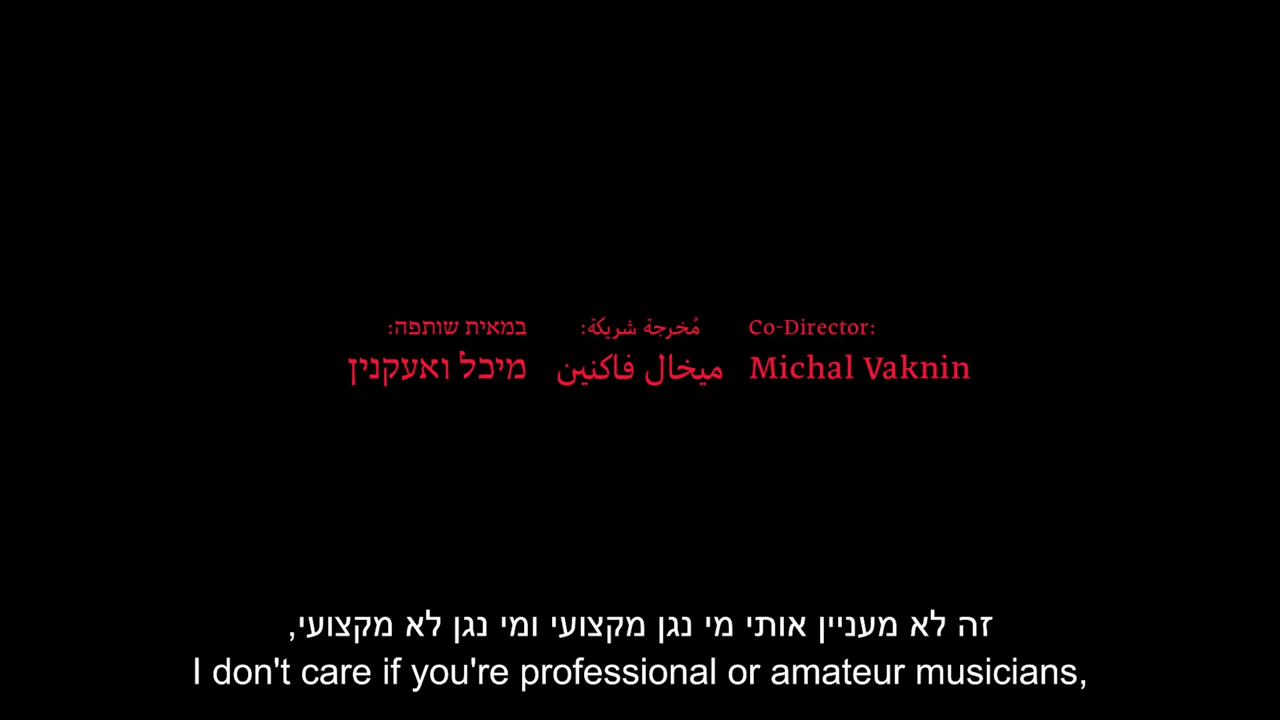 במאית שותפה:
מיכל ואעקנין
مُخرجة شريكة:
ميخال فاكنين
Co-Director:
Michal Vaknin
זה לא מעניין אותי מי נגן מקצועי ומי נגן לא מקצועי,
I don't care if you're professional or amateur musicians,